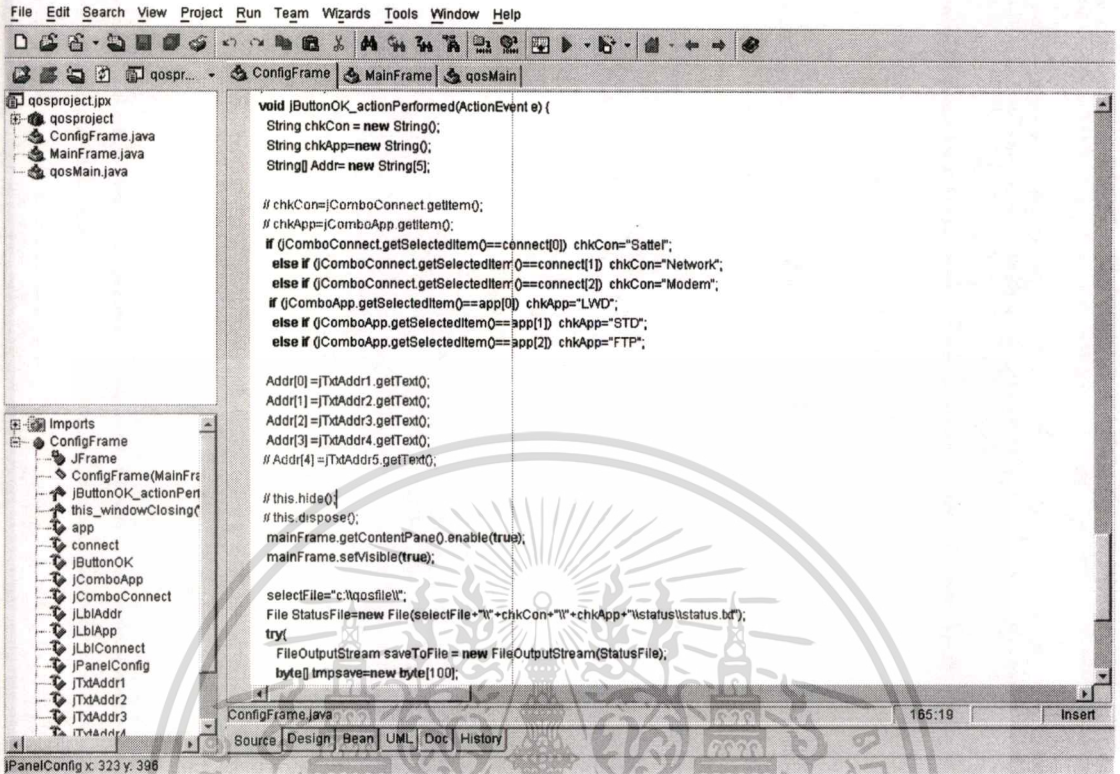 File Edit Search View Project Run Team Wizards Tools Window Help
qospr... ConfigFrame MainFrame qosMain
qosproject.jpx
qosproject
ConfigFrame.java
MainFrame.java
qosMain.java
Imports
ConfigFrame
JFrame
ConfigFrame(MainFra
jButtonOK_actionPerf
this_windowClosing(
app
connect
jButtonOK
jComboApp
jComboConnect
jLblAddr
jLblApp
jLblConnect
jPanelConfig
jTxtAddr1
jTxtAddr2
jTxtAddr3
jTxtAddr4
void jButtonOK_actionPerformed(ActionEvent e) {
String chkCon = new String();
String chkApp=new String();
String[] Addr= new String[5];
// chkCon=jComboConnect.getItem();
// chkApp=jComboApp.getItem();
if (jComboConnect.getSelectedItem()==connect[0]) chkCon="Sattel";
else if (jComboConnect.getSelectedItem()==connect[1]) chkCon="Network";
else if (jComboConnect.getSelectedItem()==connect[2]) chkCon="Modem";
if (jComboApp.getSelectedItem()==app[0]) chkApp="LWD";
else if (jComboApp.getSelectedItem()==app[1]) chkApp="STD";
else if (jComboApp.getSelectedItem()==app[2]) chkApp="FTP";
Addr[0] =jTxtAddr1.getText();
Addr[1] =jTxtAddr2.getText();
Addr[2] =jTxtAddr3.getText();
Addr[3] =jTxtAddr4.getText();
// Addr[4] =jTxtAddr5.getText();
// this.hide();
// this.dispose();
mainFrame.getContentPane().enable(true);
mainFrame.setVisible(true);
selectFile="c:\\qosfile\\";
File StatusFile=new File(selectFile+"\\"+chkCon+"\\"+chkApp+"\\status\\status.txt");
try{
FileOutputStream saveToFile = new FileOutputStream(StatusFile);
byte[] tmpsave=new byte[100];
ConfigFrame.java 165:19 Insert
Source Design Bean UML Doc History
jPanelConfig x: 323 y: 396